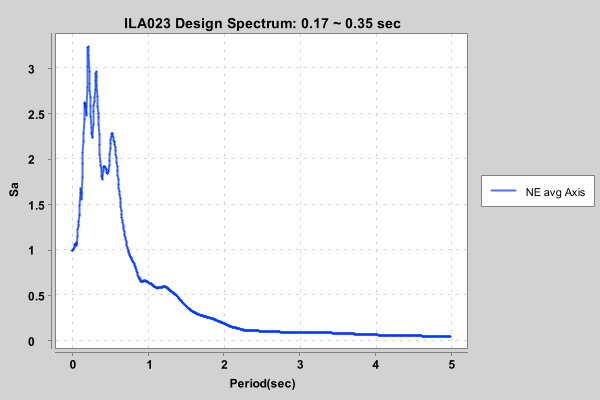 ILA023 Design Spectrum: 0.17 ~ 0.35 sec
3
2.5
2
1.5
1
0.5
0
Sa
0 1 2 3 4 5
Period(sec)
NE avg Axis